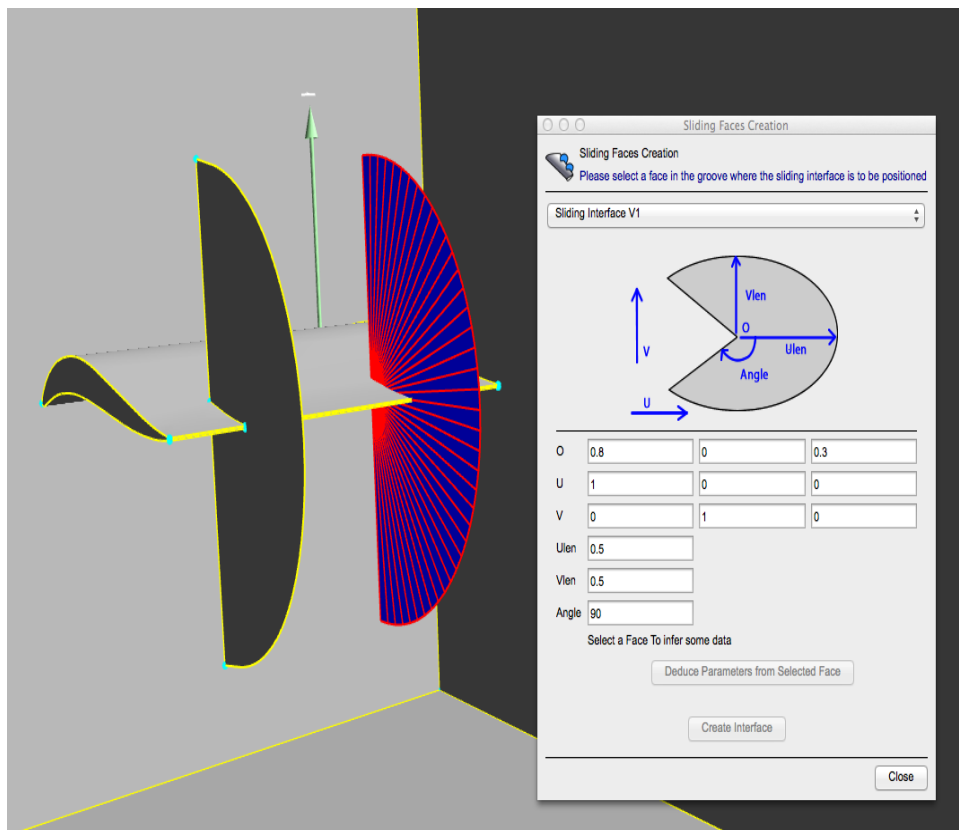 Sliding Faces Creation
Sliding Faces Creation
Please select a face in the groove where the sliding interface is to be positioned
Sliding Interface V1
Vlen
O
V
Ulen
Angle
U
O 0.8 0 0.3
U 1 0 0
V 0 1 0
Ulen 0.5
Vlen 0.5
Angle 90
Select a Face To infer some data
Deduce Parameters from Selected Face
Create Interface
Close